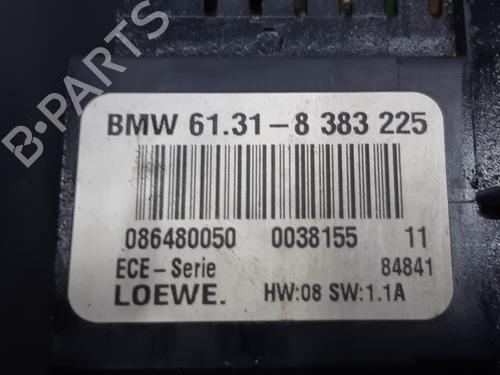 B-PARTS
BMW 61.31-8 383 225
086480050 0038155 11
ECE-Serie 84841
LOEWE. HW:08 SW:1.1A